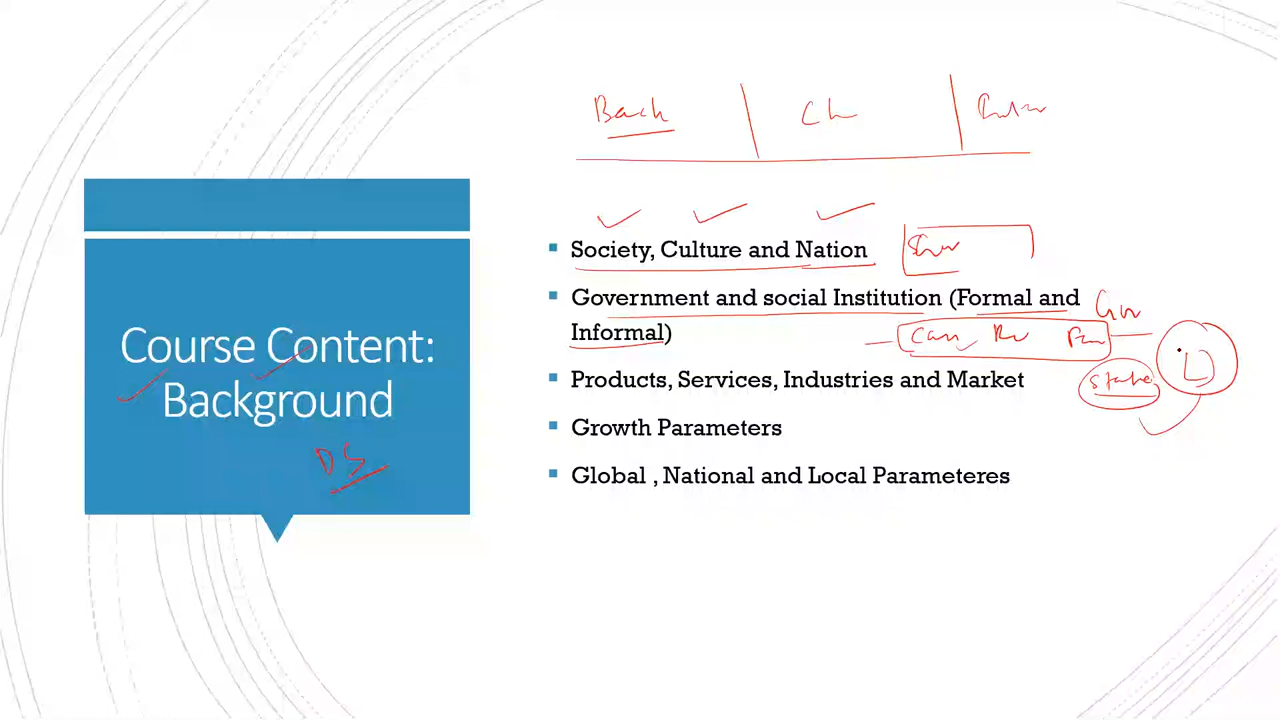 Back
Society, Culture and Nation
Government and social Institution (Formal and
Informal)
Products, Services, Industries and Market
State
Growth Parameters
Global , National and Local Parameteres
Course Content:
Background
DS